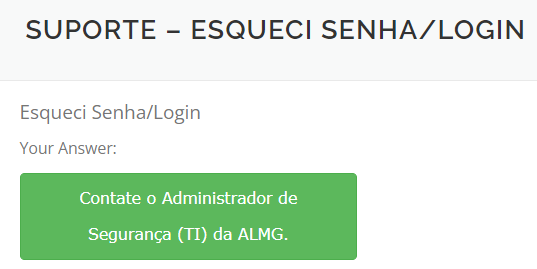 SUPORTE – ESQUECI SENHA/LOGIN
Esqueci Senha/Login
Your Answer:
Contate o Administrador de
Segurança (TI) da ALMG.